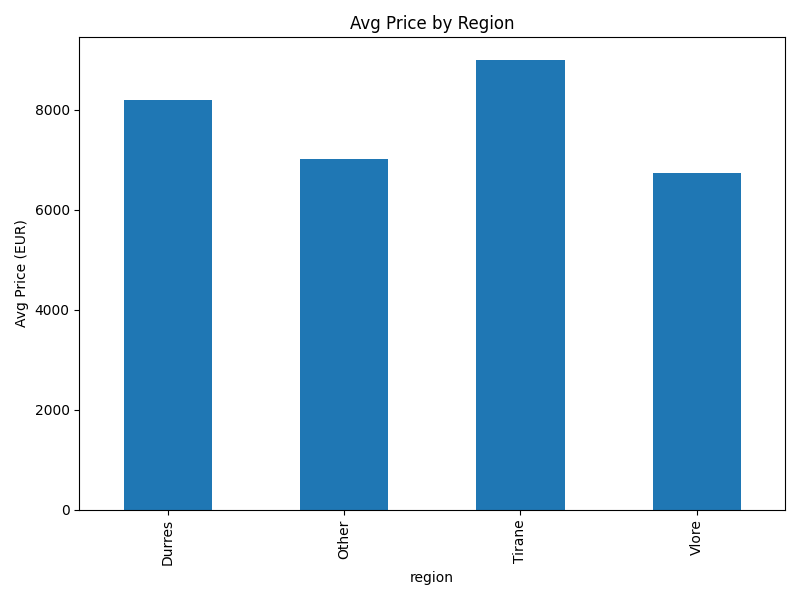 Avg Price by Region
Avg Price (EUR)
8000
6000
4000
2000
0
Durres
Other
Tirane
Vlore
region